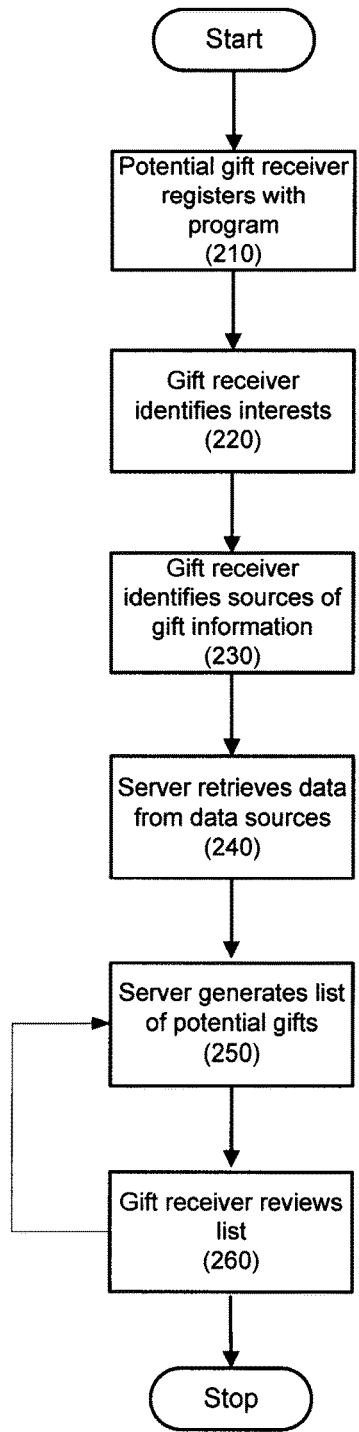 Start
Potential gift receiver
registers with
program
(210)
Gift receiver
identifies interests
(220)
Gift receiver
identifies sources of
gift information
(230)
Server retrieves data
from data sources
(240)
Server generates list
of potential gifts
(250)
Gift receiver reviews
list
(260)
Stop